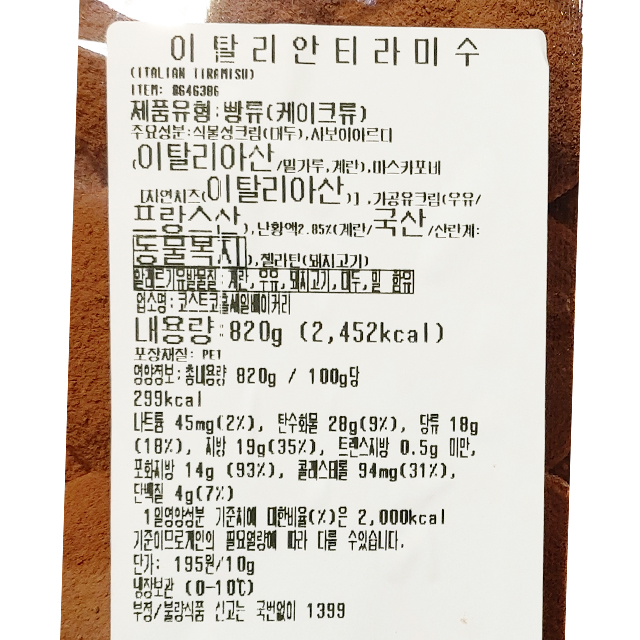 이탈리안티라미수
(ITALIAN TIRAMISU)
ITEM: 8646386
제품유형:빵류(케이크류)
주요성분:식물성크림(대두),사보이아르디
(이탈리아산/밀가루,계란),마스카포네
[자연치즈(이탈리아산)],가공유크림(우유/
프랑스산),난황액2.85%(계란/국산/산란계:
동물복지),젤라틴(돼지고기)
알레르기유발물질: 계란,우유,돼지고기,대두,밀 함유
업소명:코스트코홀세일베이커리
내용량:820g (2,452kcal)
포장재질: PET
영양정보:총내용량 820g / 100g당
299kcal
나트륨 45mg(2%), 탄수화물 28g(9%), 당류 18g
(18%), 지방 19g(35%), 트랜스지방 0.5g 미만,
포화지방 14g (93%), 콜레스테롤 94mg(31%),
단백질 4g(7%)
1일영양성분 기준치에 대한비율(%)은 2,000kcal
기준이므로개인의 필요열량에 따라 다를 수있습니다.
단가: 195원/10g
냉장보관 (0-10℃)
부정/불량식품 신고는 국번없이 1399